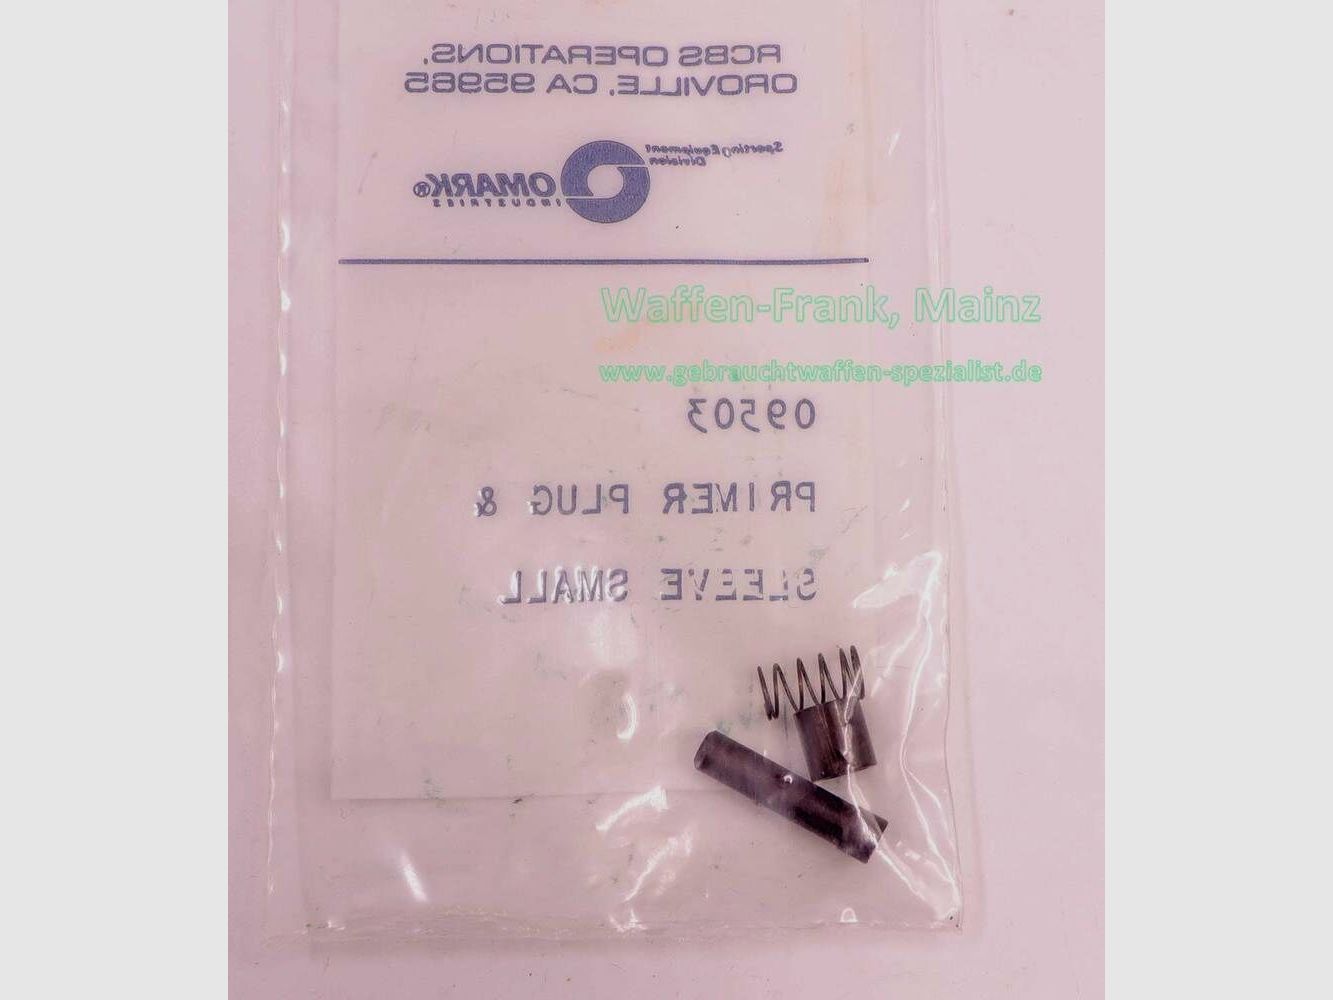 RCBS OPERATIONS,
OROVILLE, CA 95965
Sporting Equipment
Division
OMARK®
INDUSTRIES
Waffen-Frank, Mainz
www.gebrauchtwaffen-spezialist.de
09503
PRIMER PLUG &
SLEEVE SMALL